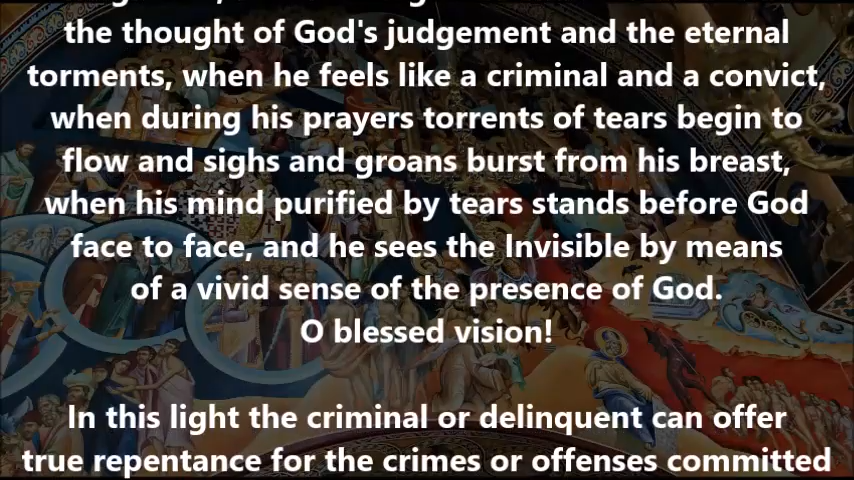 the thought of God's judgement and the eternal
torments, when he feels like a criminal and a convict,
when during his prayers torrents of tears begin to
flow and sighs and groans burst from his breast,
when his mind purified by tears stands before God
face to face, and he sees the Invisible by means
of a vivid sense of the presence of God.
O blessed vision!
In this light the criminal or delinquent can offer
true repentance for the crimes or offenses committed